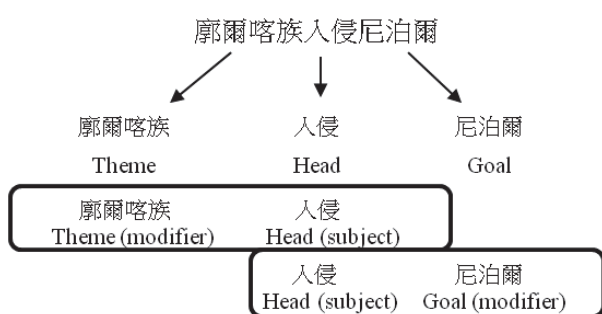 廓爾喀族入侵尼泊爾
廓爾喀族 入侵 尼泊爾
Theme Head Goal
廓爾喀族 入侵
Theme (modifier) Head (subject)
入侵 尼泊爾
Head (subject) Goal (modifier)